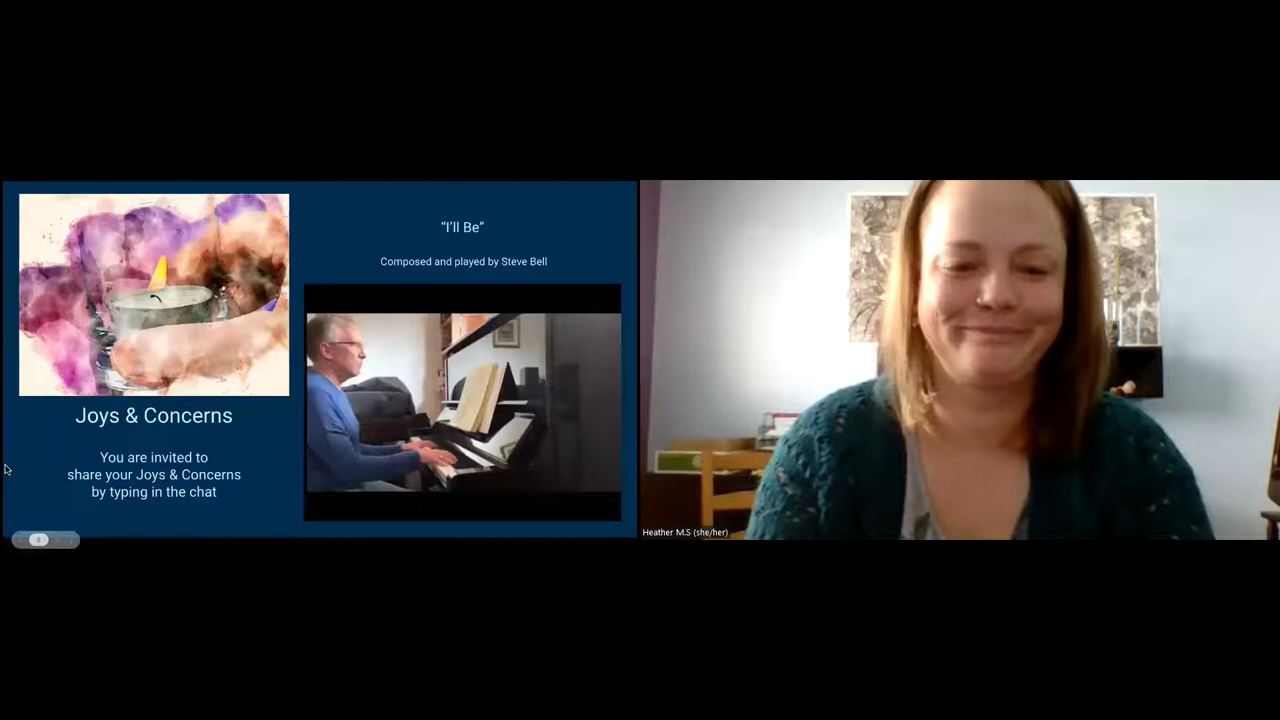 “I’ll Be”
Composed and played by Steve Bell
Joys & Concerns
You are invited to
share your Joys & Concerns
by typing in the chat
Heather M.S (she/her)